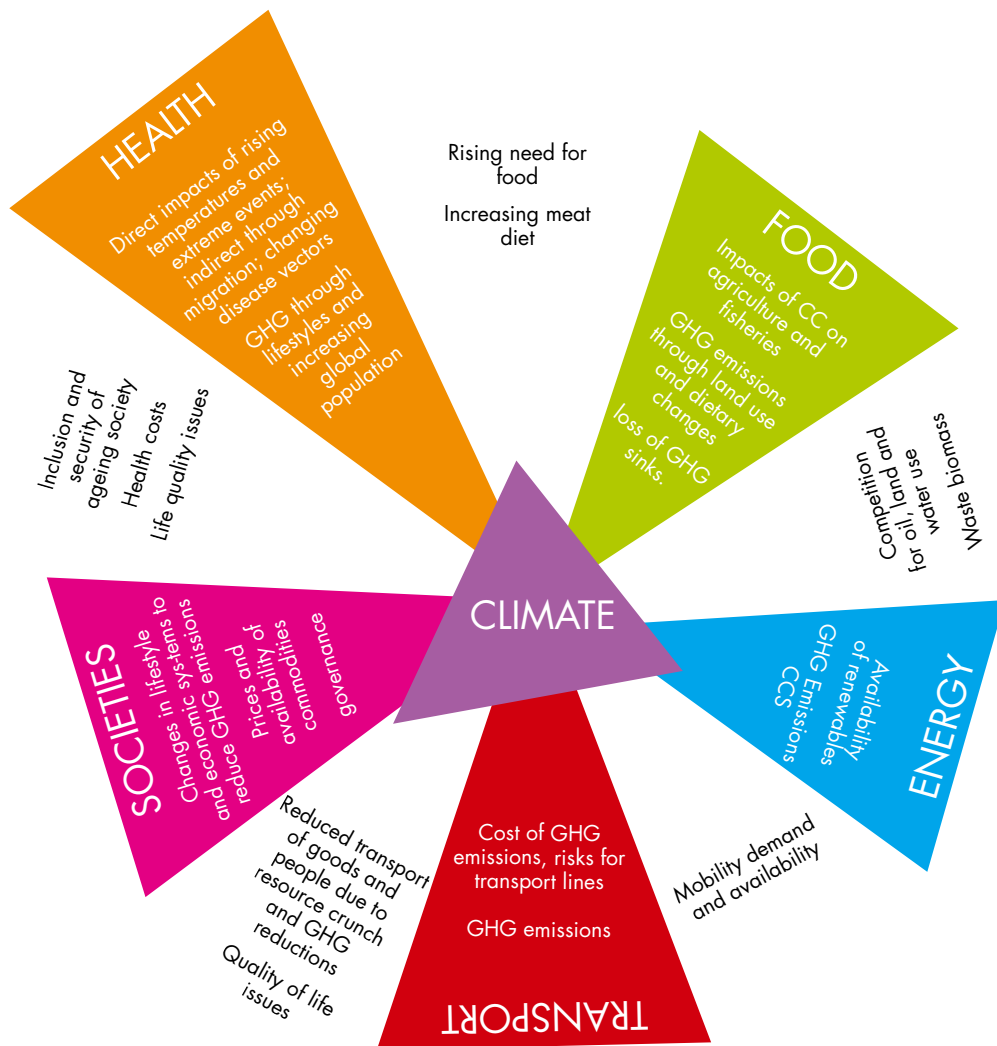 HEALTH
Direct impacts of rising
temperatures and
extreme events;
indirect through
migration; changing
disease vectors
GHG through
lifestyles and
increasing
global
population
Rising need for
food
Increasing meat
diet
FOOD
Impacts of CC on
agriculture and
fisheries
GHG emissions
through land use
and dietary
changes
loss of GHG
sinks.
Competition
for oil, land and
water use
Waste biomass
ENERGY
Availability
of renewables
GHG Emissions
CCS
Mobility demand
and availability
TRANSPORT
Cost of GHG
emissions, risks for
transport lines
GHG emissions
Reduced transport
of goods and
people due to
resource crunch
and GHG
reductions
Quality of life
issues
SOCIETIES
Changes in lifestyle
and economic sys-tems to
reduce GHG emissions
Prices and
availability of
commodities
governance
Inclusion and
security of
ageing society
Health costs
Life quality issues
CLIMATE